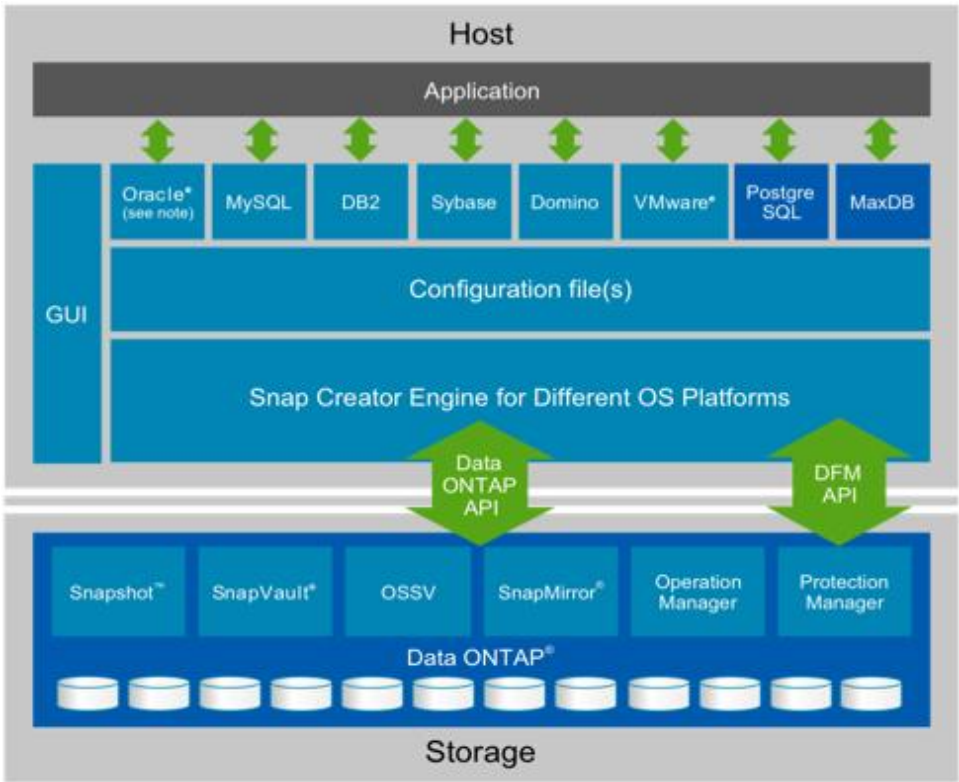 Host
Application
Oracle*
(see note)
MySQL
DB2
Sybase
Domino
VMware*
Postgre
SQL
MaxDB
GUI
Configuration file(s)
Snap Creator Engine for Different OS Platforms
Data
ONTAP
API
DFM
API
Snapshot™
SnapVault®
OSSV
SnapMirror®
Operation
Manager
Protection
Manager
Data ONTAP®
Storage